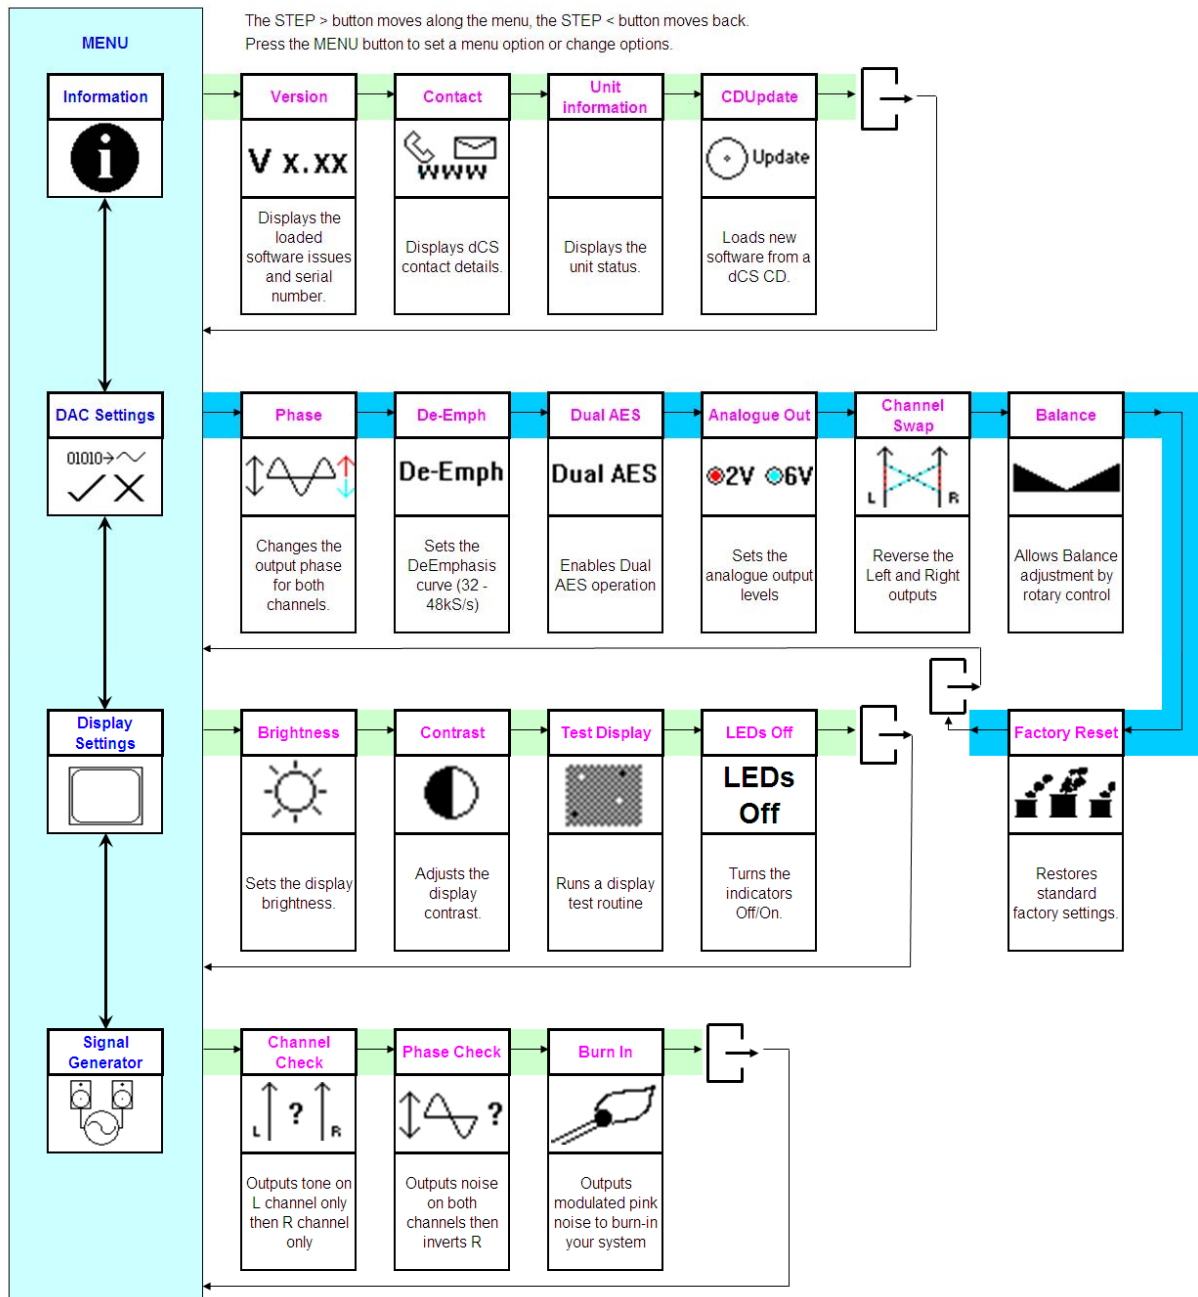 The STEP > button moves along the menu, the STEP < button moves back.
Press the MENU button to set a menu option or change options.
MENU
Information
Version
Contact
Unit
information
CDUpdate
V x.xx
www
Update
Displays the
loaded
software issues
and serial
number.
Displays dCS
contact details.
Displays the
unit status.
Loads new
software from a
dCS CD.
DAC Settings
Phase
De-Emph
Dual AES
Analogue Out
Channel
Swap
Balance
01010
De-Emph
Dual AES
2V 6V
L R
Changes the
output phase
for both
channels.
Sets the
DeEmphasis
curve (32 -
48kS/s)
Enables Dual
AES operation
Sets the
analogue output
levels
Reverse the
Left and Right
outputs
Allows Balance
adjustment by
rotary control
Display
Settings
Brightness
Contrast
Test Display
LEDs Off
Factory Reset
LEDs
Off
Sets the display
brightness.
Adjusts the
display
contrast.
Runs a display
test routine
Turns the
indicators
Off/On.
Restores
standard
factory settings.
Signal
Generator
Channel
Check
Phase Check
Burn In
L ? R
?
Outputs tone on
L channel only
then R channel
only
Outputs noise
on both
channels then
inverts R
Outputs
modulated pink
noise to burn-in
your system